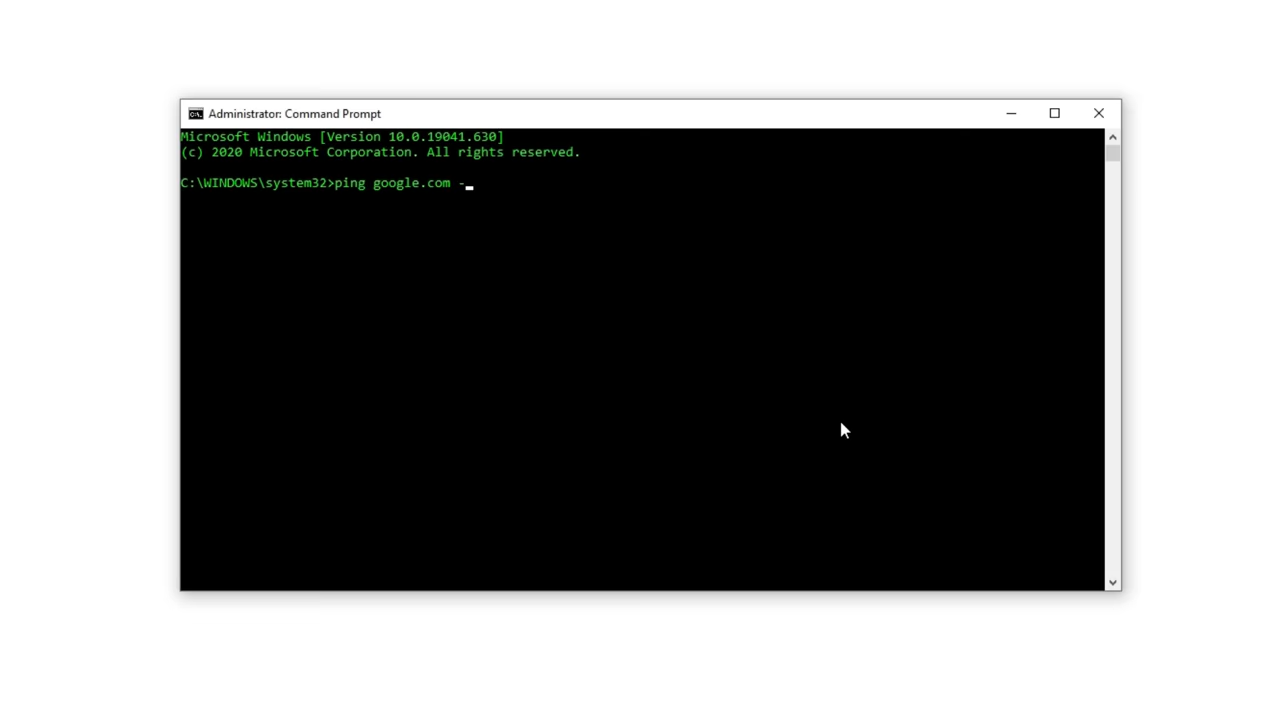 Administrator: Command Prompt
Microsoft Windows [Version 10.0.19041.630]
(c) 2020 Microsoft Corporation. All rights reserved.
C:\WINDOWS\system32>ping google.com -